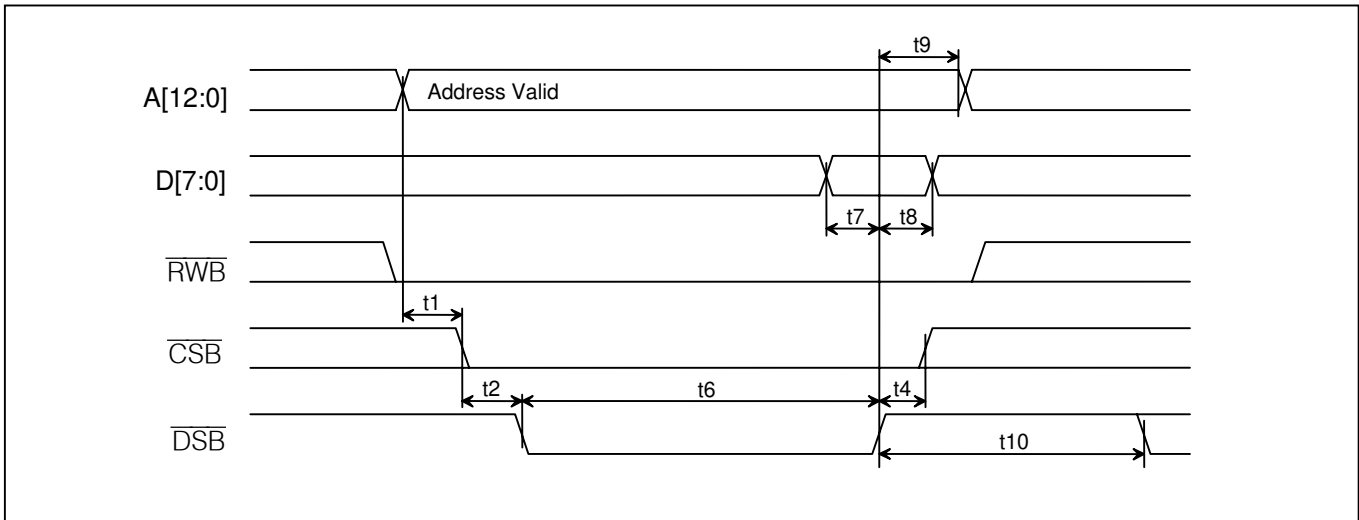 t9
A[12:0]
Address Valid
D[7:0]
t7
t8
RWB
t1
CSB
t2
t6
t4
DSB
t10